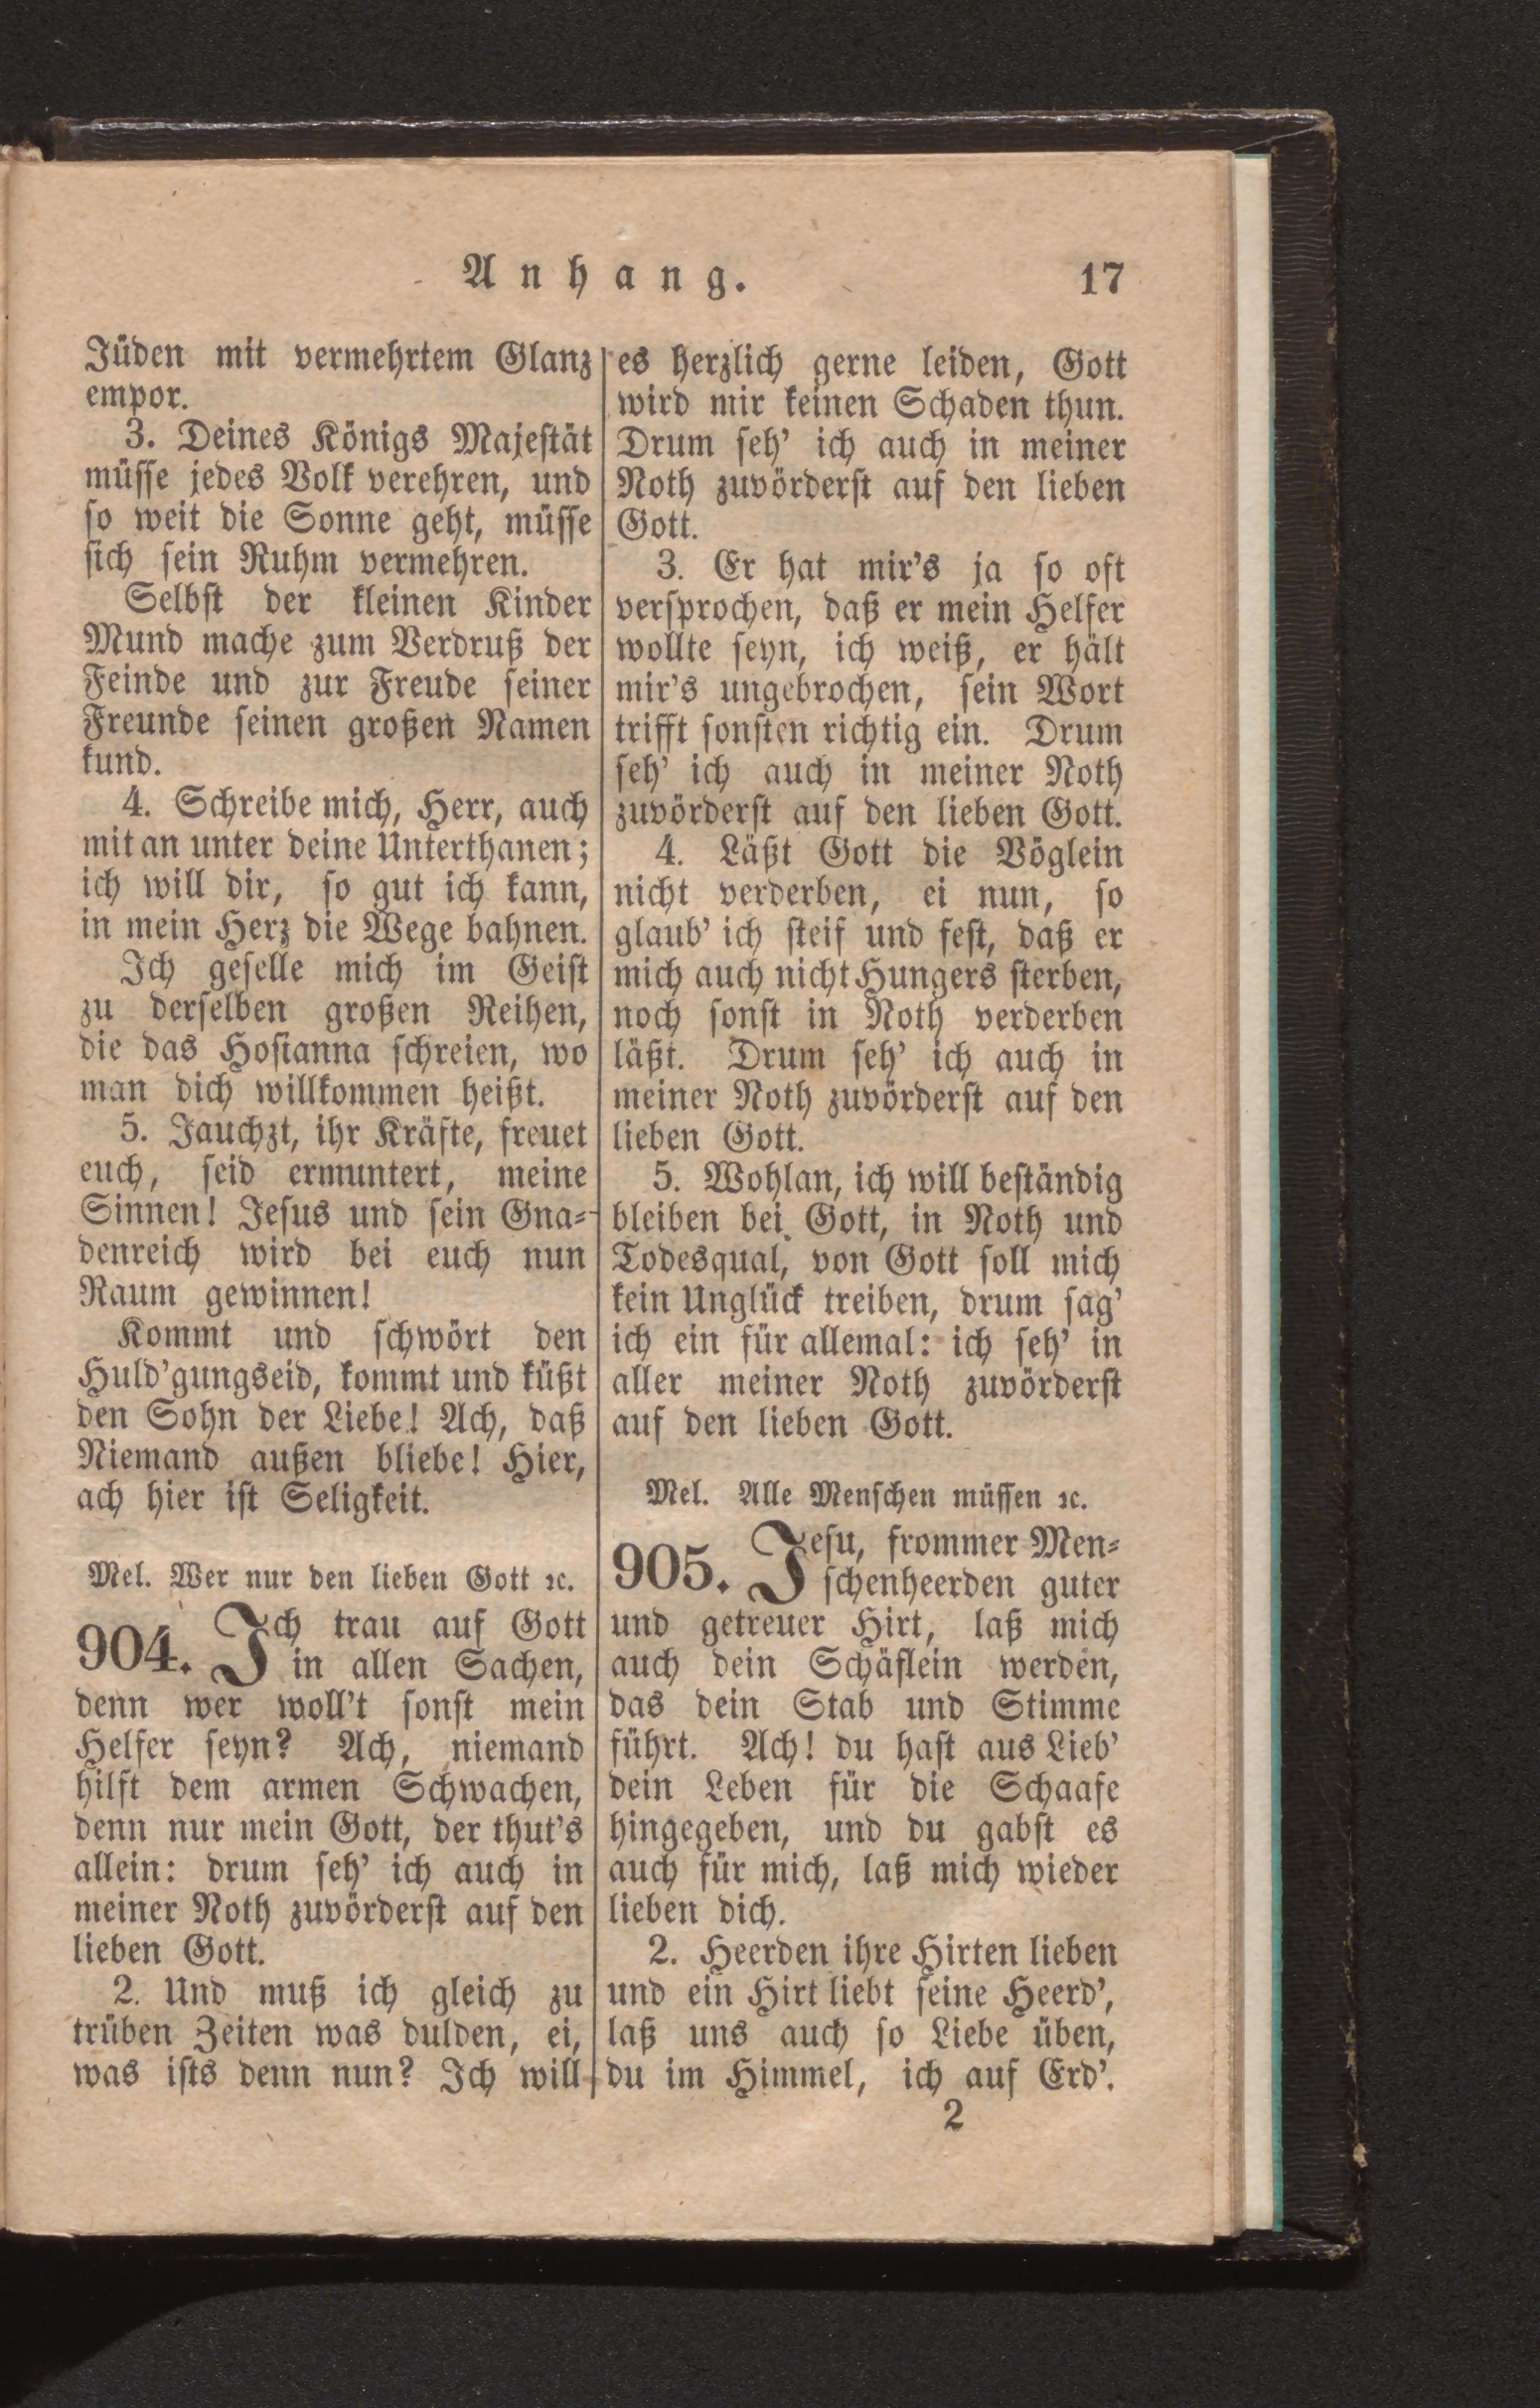 Anhang.
17
Jüden mit vermehrtem Glanz
empor.
3. Deines Königs Majestät
müsse jedes Volk verehren, und
so weit die Sonne geht, müsse
sich sein Ruhm vermehren.
Selbst der kleinen Kinder
Mund mache zum Verdruß der
Feinde und zur Freude seiner
Freunde seinen großen Namen
kund.
4. Schreibe mich, Herr, auch
mit an unter deine Unterthanen;
ich will dir, so gut ich kann,
in mein Herz die Wege bahnen.
Ich geselle mich im Geist
zu derselben großen Reihen,
die das Hosianna schreien, wo
man dich willkommen heißt.
5. Jauchzt, ihr Kräfte, freuet
euch, seid ermuntert, meine
Sinnen! Jesus und sein Gna-
denreich wird bei euch nun
Raum gewinnen!
Kommt und schwört den
Huld'gungseid, kommt und küßt
den Sohn der Liebe! Ach, daß
Niemand außen bliebe! Hier,
ach hier ist Seligkeit.
Mel. Wer nur den lieben Gott ꝛc.
904. Ich trau auf Gott
in allen Sachen,
denn wer woll't sonst mein
Helfer seyn? Ach, niemand
hilft dem armen Schwachen,
denn nur mein Gott, der thut's
allein: drum seh' ich auch in
meiner Noth zuvörderst auf den
lieben Gott.
2. Und muß ich gleich zu
trüben Zeiten was dulden, ei,
was ists denn nun? Ich will
es herzlich gerne leiden, Gott
wird mir keinen Schaden thun.
Drum seh' ich auch in meiner
Noth zuvörderst auf den lieben
Gott.
3. Er hat mir's ja so oft
versprochen, daß er mein Helfer
wollte seyn, ich weiß, er hält
mir's ungebrochen, sein Wort
trifft sonsten richtig ein. Drum
seh' ich auch in meiner Noth
zuvörderst auf den lieben Gott.
4. Läßt Gott die Vöglein
nicht verderben, ei nun, so
glaub' ich steif und fest, daß er
mich auch nicht Hungers sterben,
noch sonst in Noth verderben
läßt. Drum seh' ich auch in
meiner Noth zuvörderst auf den
lieben Gott.
5. Wohlan, ich will beständig
bleiben bei Gott, in Noth und
Todesqual, von Gott soll mich
kein Unglück treiben, drum sag'
ich ein für allemal: ich seh' in
aller meiner Noth zuvörderst
auf den lieben Gott.
Mel. Alle Menschen müssen ꝛc.
905. Jesu, frommer Men-
schenheerden guter
und getreuer Hirt, laß mich
auch dein Schäflein werden,
das dein Stab und Stimme
führt. Ach! du hast aus Lieb'
dein Leben für die Schaafe
hingegeben, und du gabst es
auch für mich, laß mich wieder
lieben dich.
2. Heerden ihre Hirten lieben
und ein Hirt liebt seine Heerd',
laß uns auch so Liebe üben,
du im Himmel, ich auf Erd'.
2